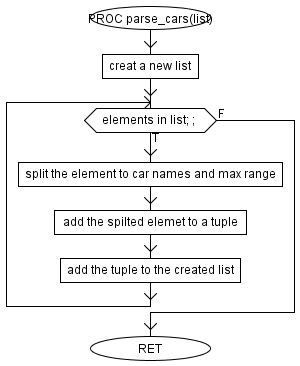 PROC parse_cars(list)
creat a new list
elements in list; ;
F
T
split the element to car names and max range
add the spilted elemet to a tuple
add the tuple to the created list
RET